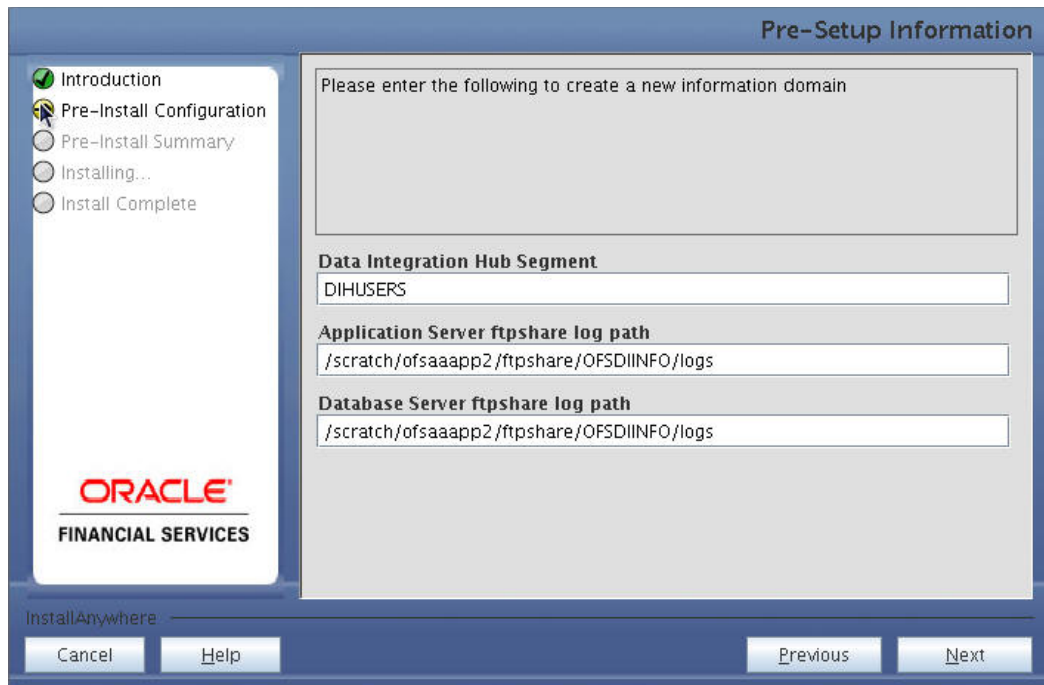 Pre-Setup Information
Introduction
Pre-Install Configuration
Pre-Install Summary
Installing...
Install Complete
ORACLE
FINANCIAL SERVICES
Please enter the following to create a new information domain
Data Integration Hub Segment
DIHUSERS
Application Server ftpshare log path
/scratch/ofsaaapp2/ftpshare/OFSDIINFO/logs
Database Server ftpshare log path
/scratch/ofsaaapp2/ftpshare/OFSDIINFO/logs
InstallAnywhere
Cancel
Help
Previous
Next